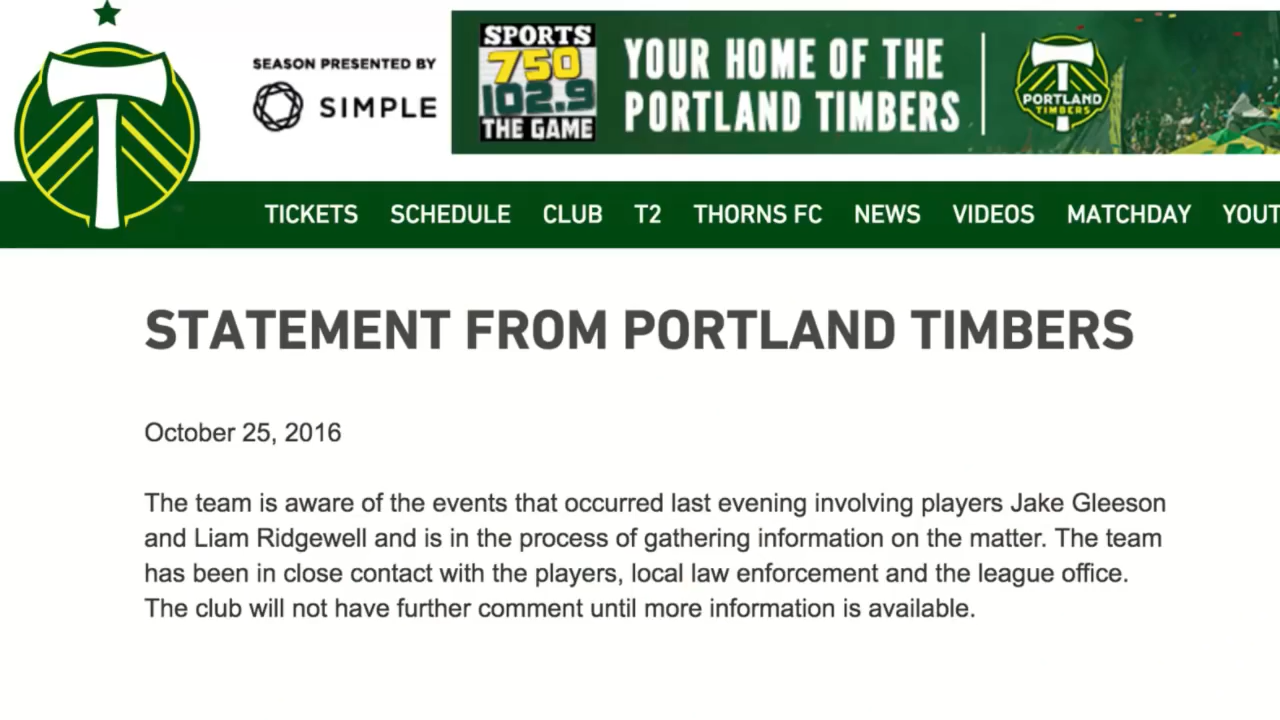 SEASON PRESENTED BY
SIMPLE
SPORTS
750
102.9
THE GAME
YOUR HOME OF THE
PORTLAND TIMBERS
PORTLAND
TIMBERS
TICKETS SCHEDULE CLUB T2 THORNS FC NEWS VIDEOS MATCHDAY YOUT
STATEMENT FROM PORTLAND TIMBERS
October 25, 2016
The team is aware of the events that occurred last evening involving players Jake Gleeson
and Liam Ridgewell and is in the process of gathering information on the matter. The team
has been in close contact with the players, local law enforcement and the league office.
The club will not have further comment until more information is available.